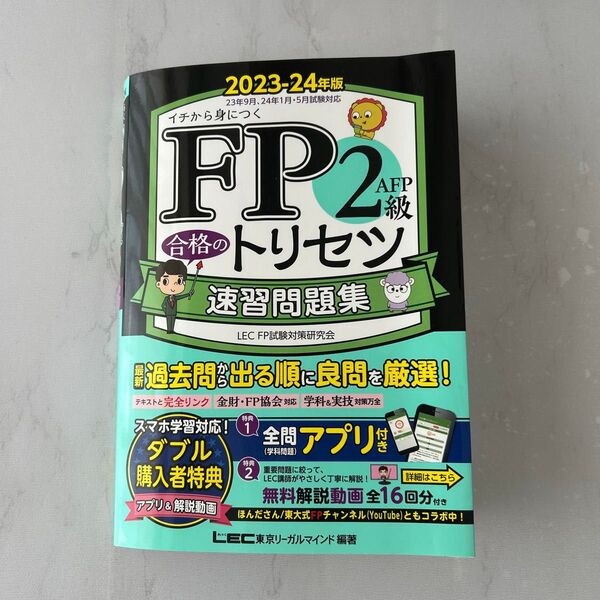 2023-24年版
23年9月、24年1月・5月試験対応
イチから身につく
FP2級
AFP
合格のトリセツ
速習問題集
LEC FP試験対策研究会
最新 過去問から出る順に良問を厳選！
テキストと完全リンク 金財・FP協会対応 学科&実技対策万全
スマホ学習対応！
ダブル
購入者特典
アプリ&解説動画
特典1 全問(学科問題)アプリ付き
特典2 重要問題に絞って、
LEC講師がやさしく丁寧に解説！
詳細はこちら
無料解説動画 全16回分付き
ほんださん/東大式FPチャンネル(YouTube)ともコラボ中！
LEC東京リーガルマインド 編著